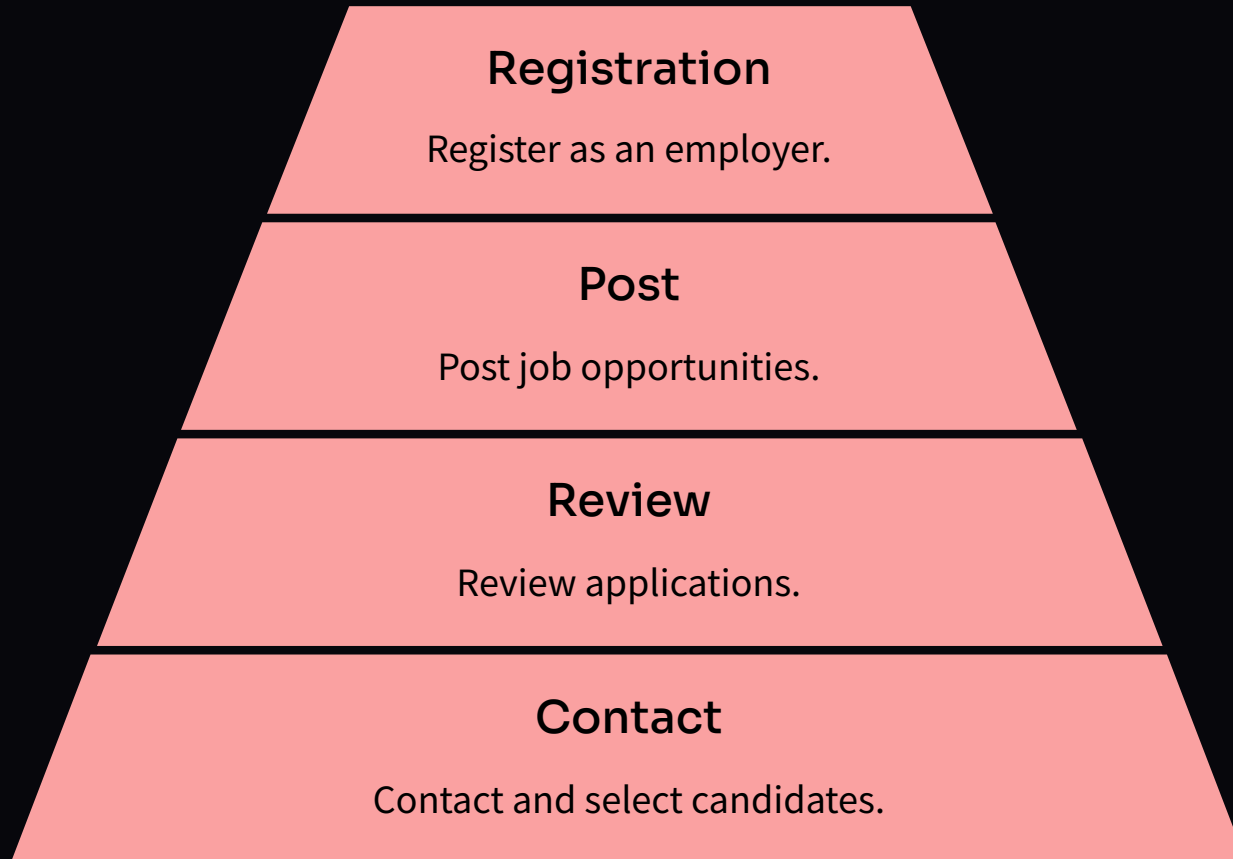 Registration
Register as an employer.
Post
Post job opportunities.
Review
Review applications.
Contact
Contact and select candidates.